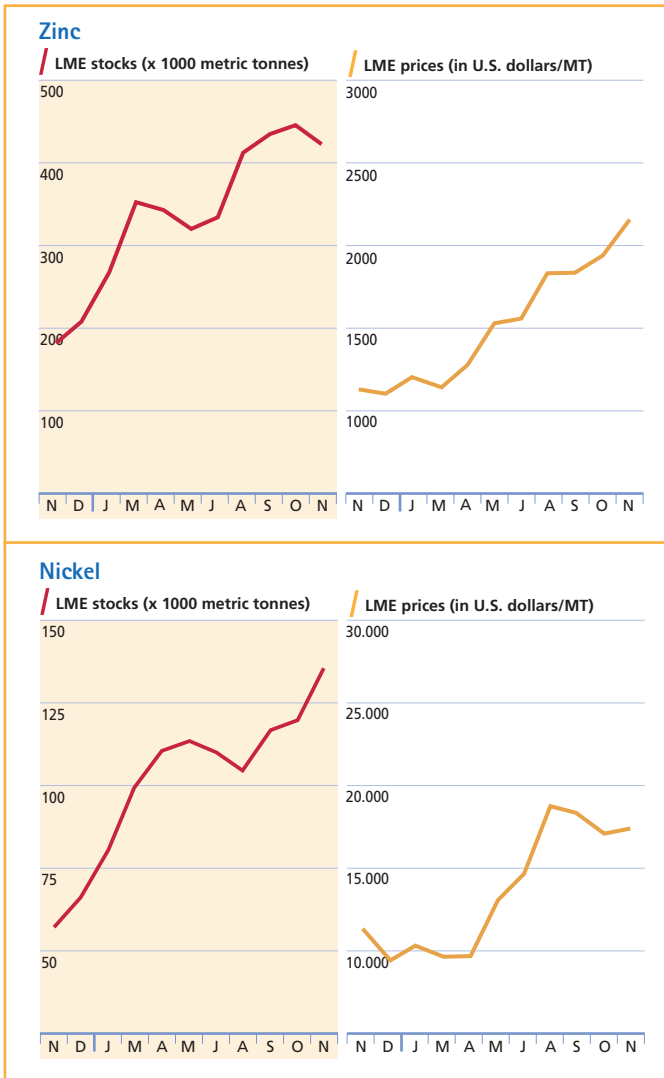 Zinc
LME stocks (x 1000 metric tonnes)
500
400
300
200
100
N D J M A M J A S O N
LME prices (in U.S. dollars/MT)
3000
2500
2000
1500
1000
N D J M A M J A S O N
Nickel
LME stocks (x 1000 metric tonnes)
150
125
100
75
50
N D J M A M J A S O N
LME prices (in U.S. dollars/MT)
30.000
25.000
20.000
15.000
10.000
N D J M A M J A S O N